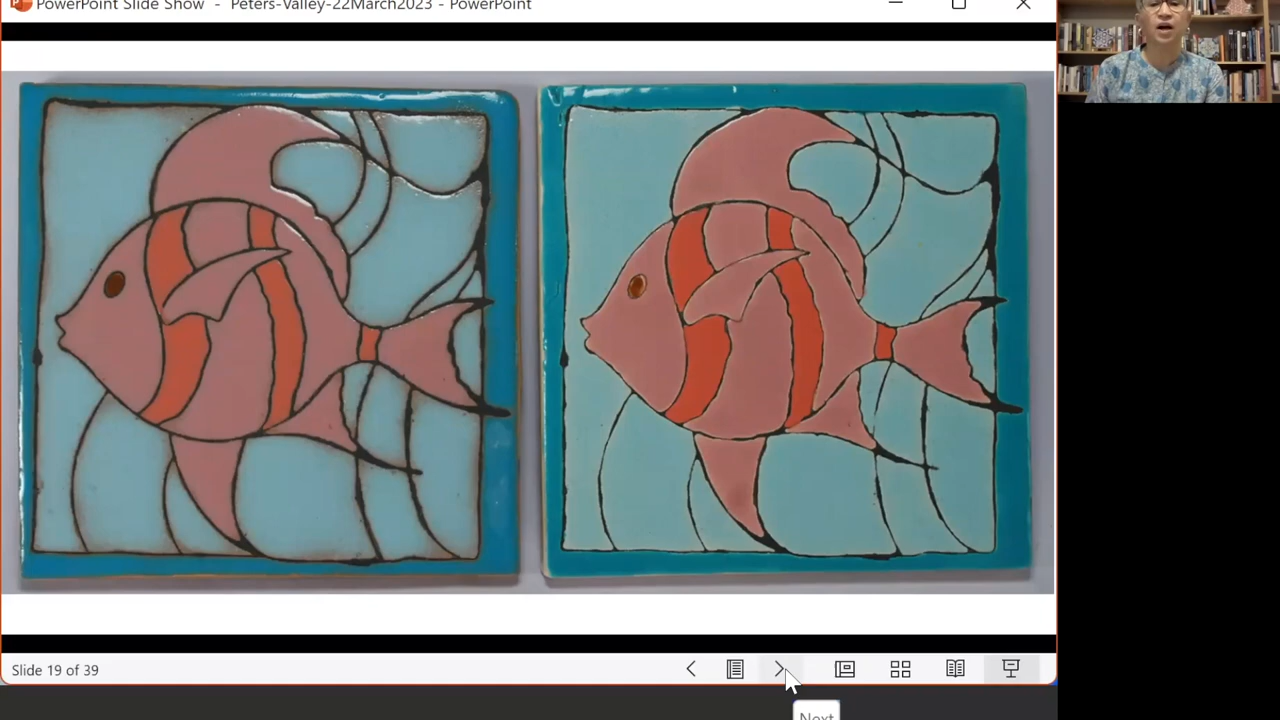 PowerPoint Slide Show - Peters-Valley-22March2023 - PowerPoint
Slide 19 of 39
Next